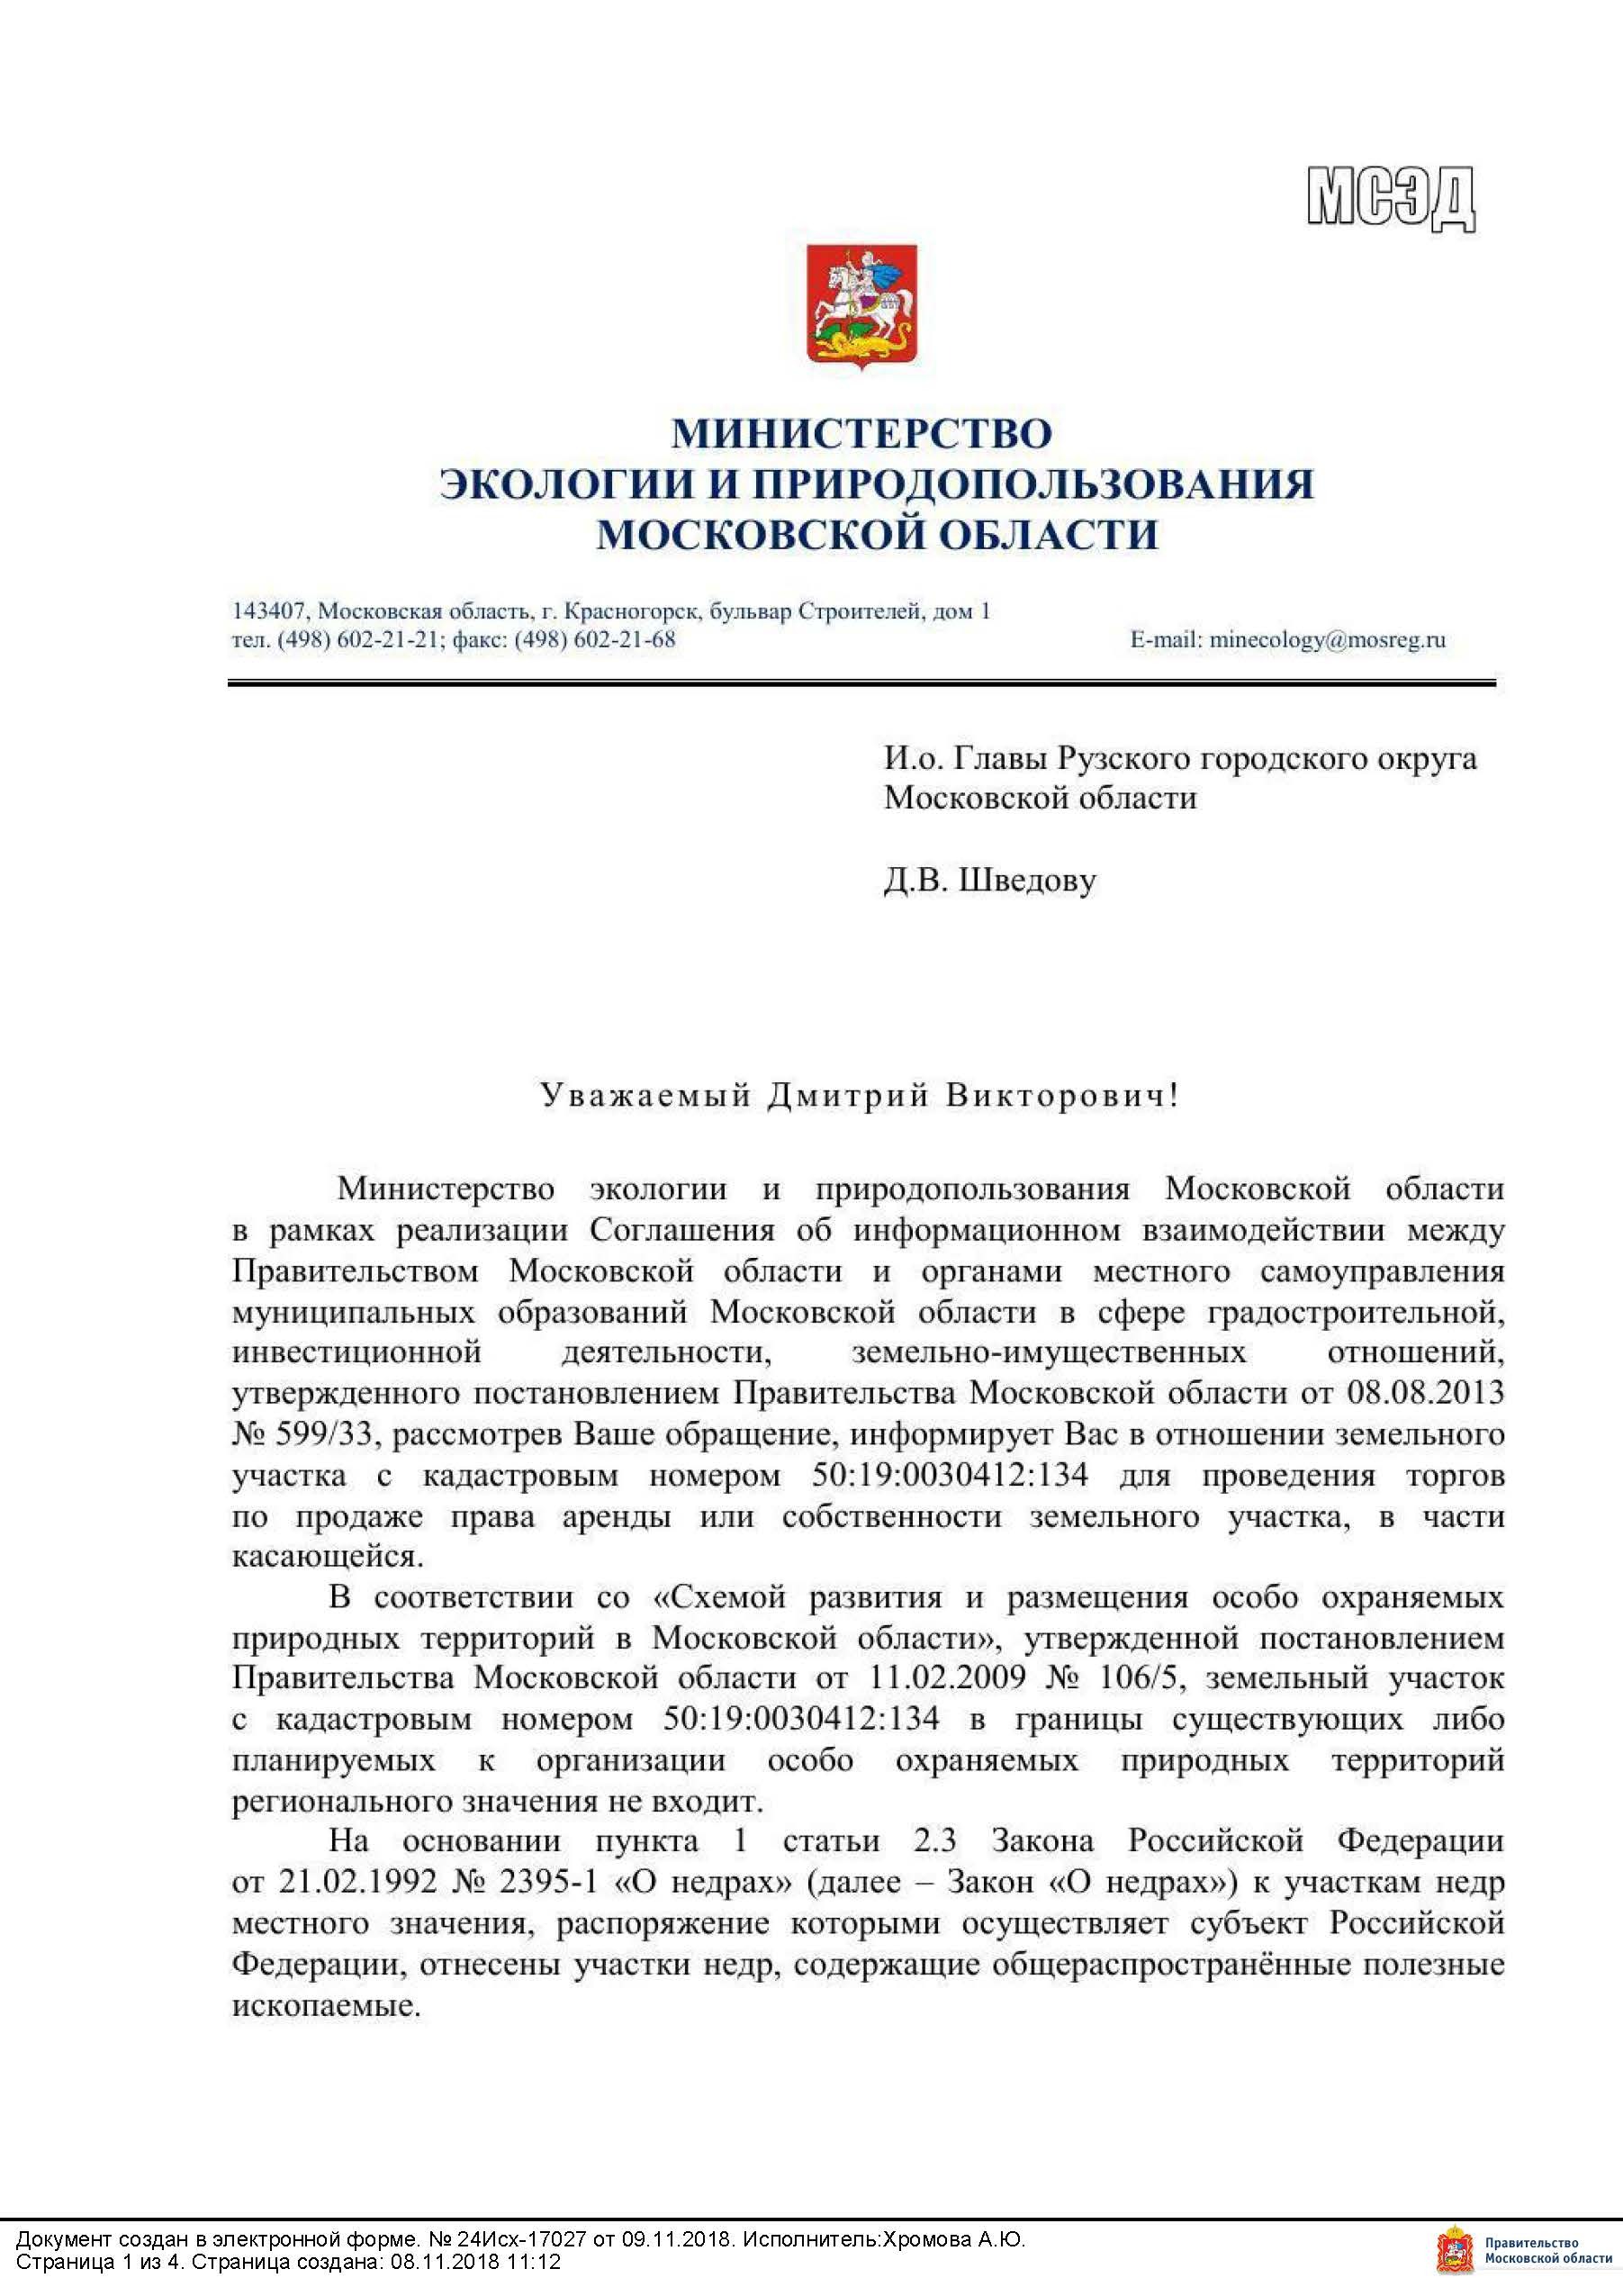 МСЭД
МИНИСТЕРСТВО
ЭКОЛОГИИ И ПРИРОДОПОЛЬЗОВАНИЯ
МОСКОВСКОЙ ОБЛАСТИ
143407, Московская область, г. Красногорск, бульвар Строителей, дом 1
тел. (498) 602-21-21; факс: (498) 602-21-68 E-mail: minecology@mosreg.ru
И.о. Главы Рузского городского округа
Московской области
Д.В. Шведову
Уважаемый Дмитрий Викторович!
Министерство экологии и природопользования Московской области
в рамках реализации Соглашения об информационном взаимодействии между
Правительством Московской области и органами местного самоуправления
муниципальных образований Московской области в сфере градостроительной,
инвестиционной деятельности, земельно-имущественных отношений,
утвержденного постановлением Правительства Московской области от 08.08.2013
№ 599/33, рассмотрев Ваше обращение, информирует Вас в отношении земельного
участка с кадастровым номером 50:19:0030412:134 для проведения торгов
по продаже права аренды или собственности земельного участка, в части
касающейся.
В соответствии со «Схемой развития и размещения особо охраняемых
природных территорий в Московской области», утвержденной постановлением
Правительства Московской области от 11.02.2009 № 106/5, земельный участок
с кадастровым номером 50:19:0030412:134 в границы существующих либо
планируемых к организации особо охраняемых природных территорий
регионального значения не входит.
На основании пункта 1 статьи 2.3 Закона Российской Федерации
от 21.02.1992 № 2395-1 «О недрах» (далее – Закон «О недрах») к участкам недр
местного значения, распоряжение которыми осуществляет субъект Российской
Федерации, отнесены участки недр, содержащие общераспространённые полезные
ископаемые.
Документ создан в электронной форме. № 24Исх-17027 от 09.11.2018. Исполнитель:Хромова А.Ю.
Страница 1 из 4. Страница создана: 08.11.2018 11:12
Правительство
Московской области